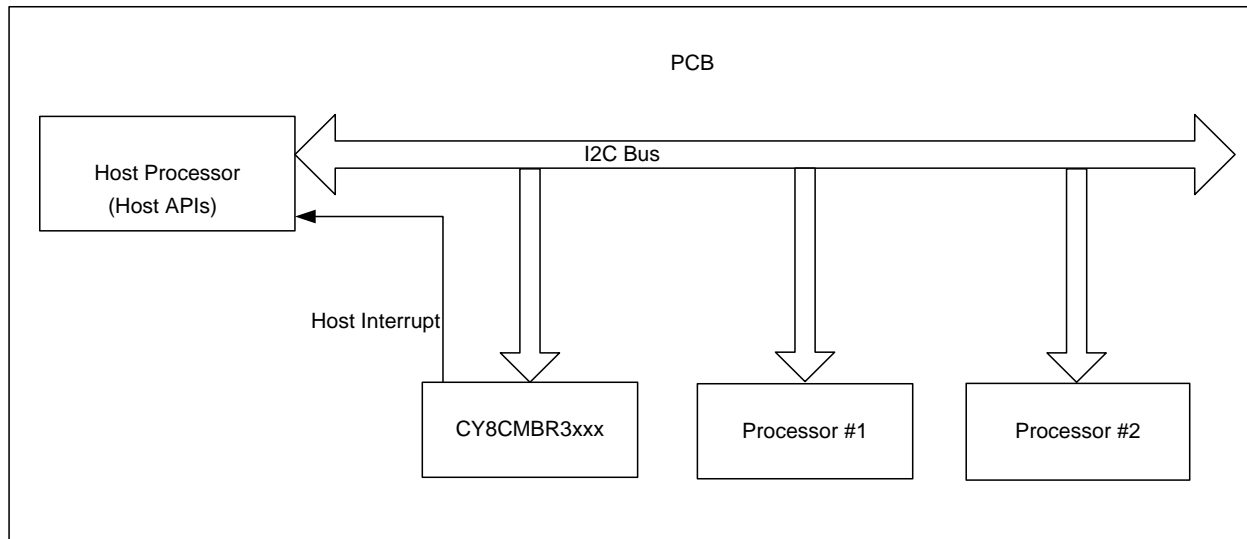 PCB
I2C Bus
Host Processor
(Host APIs)
Host Interrupt
CY8CMBR3xxx
Processor #1
Processor #2